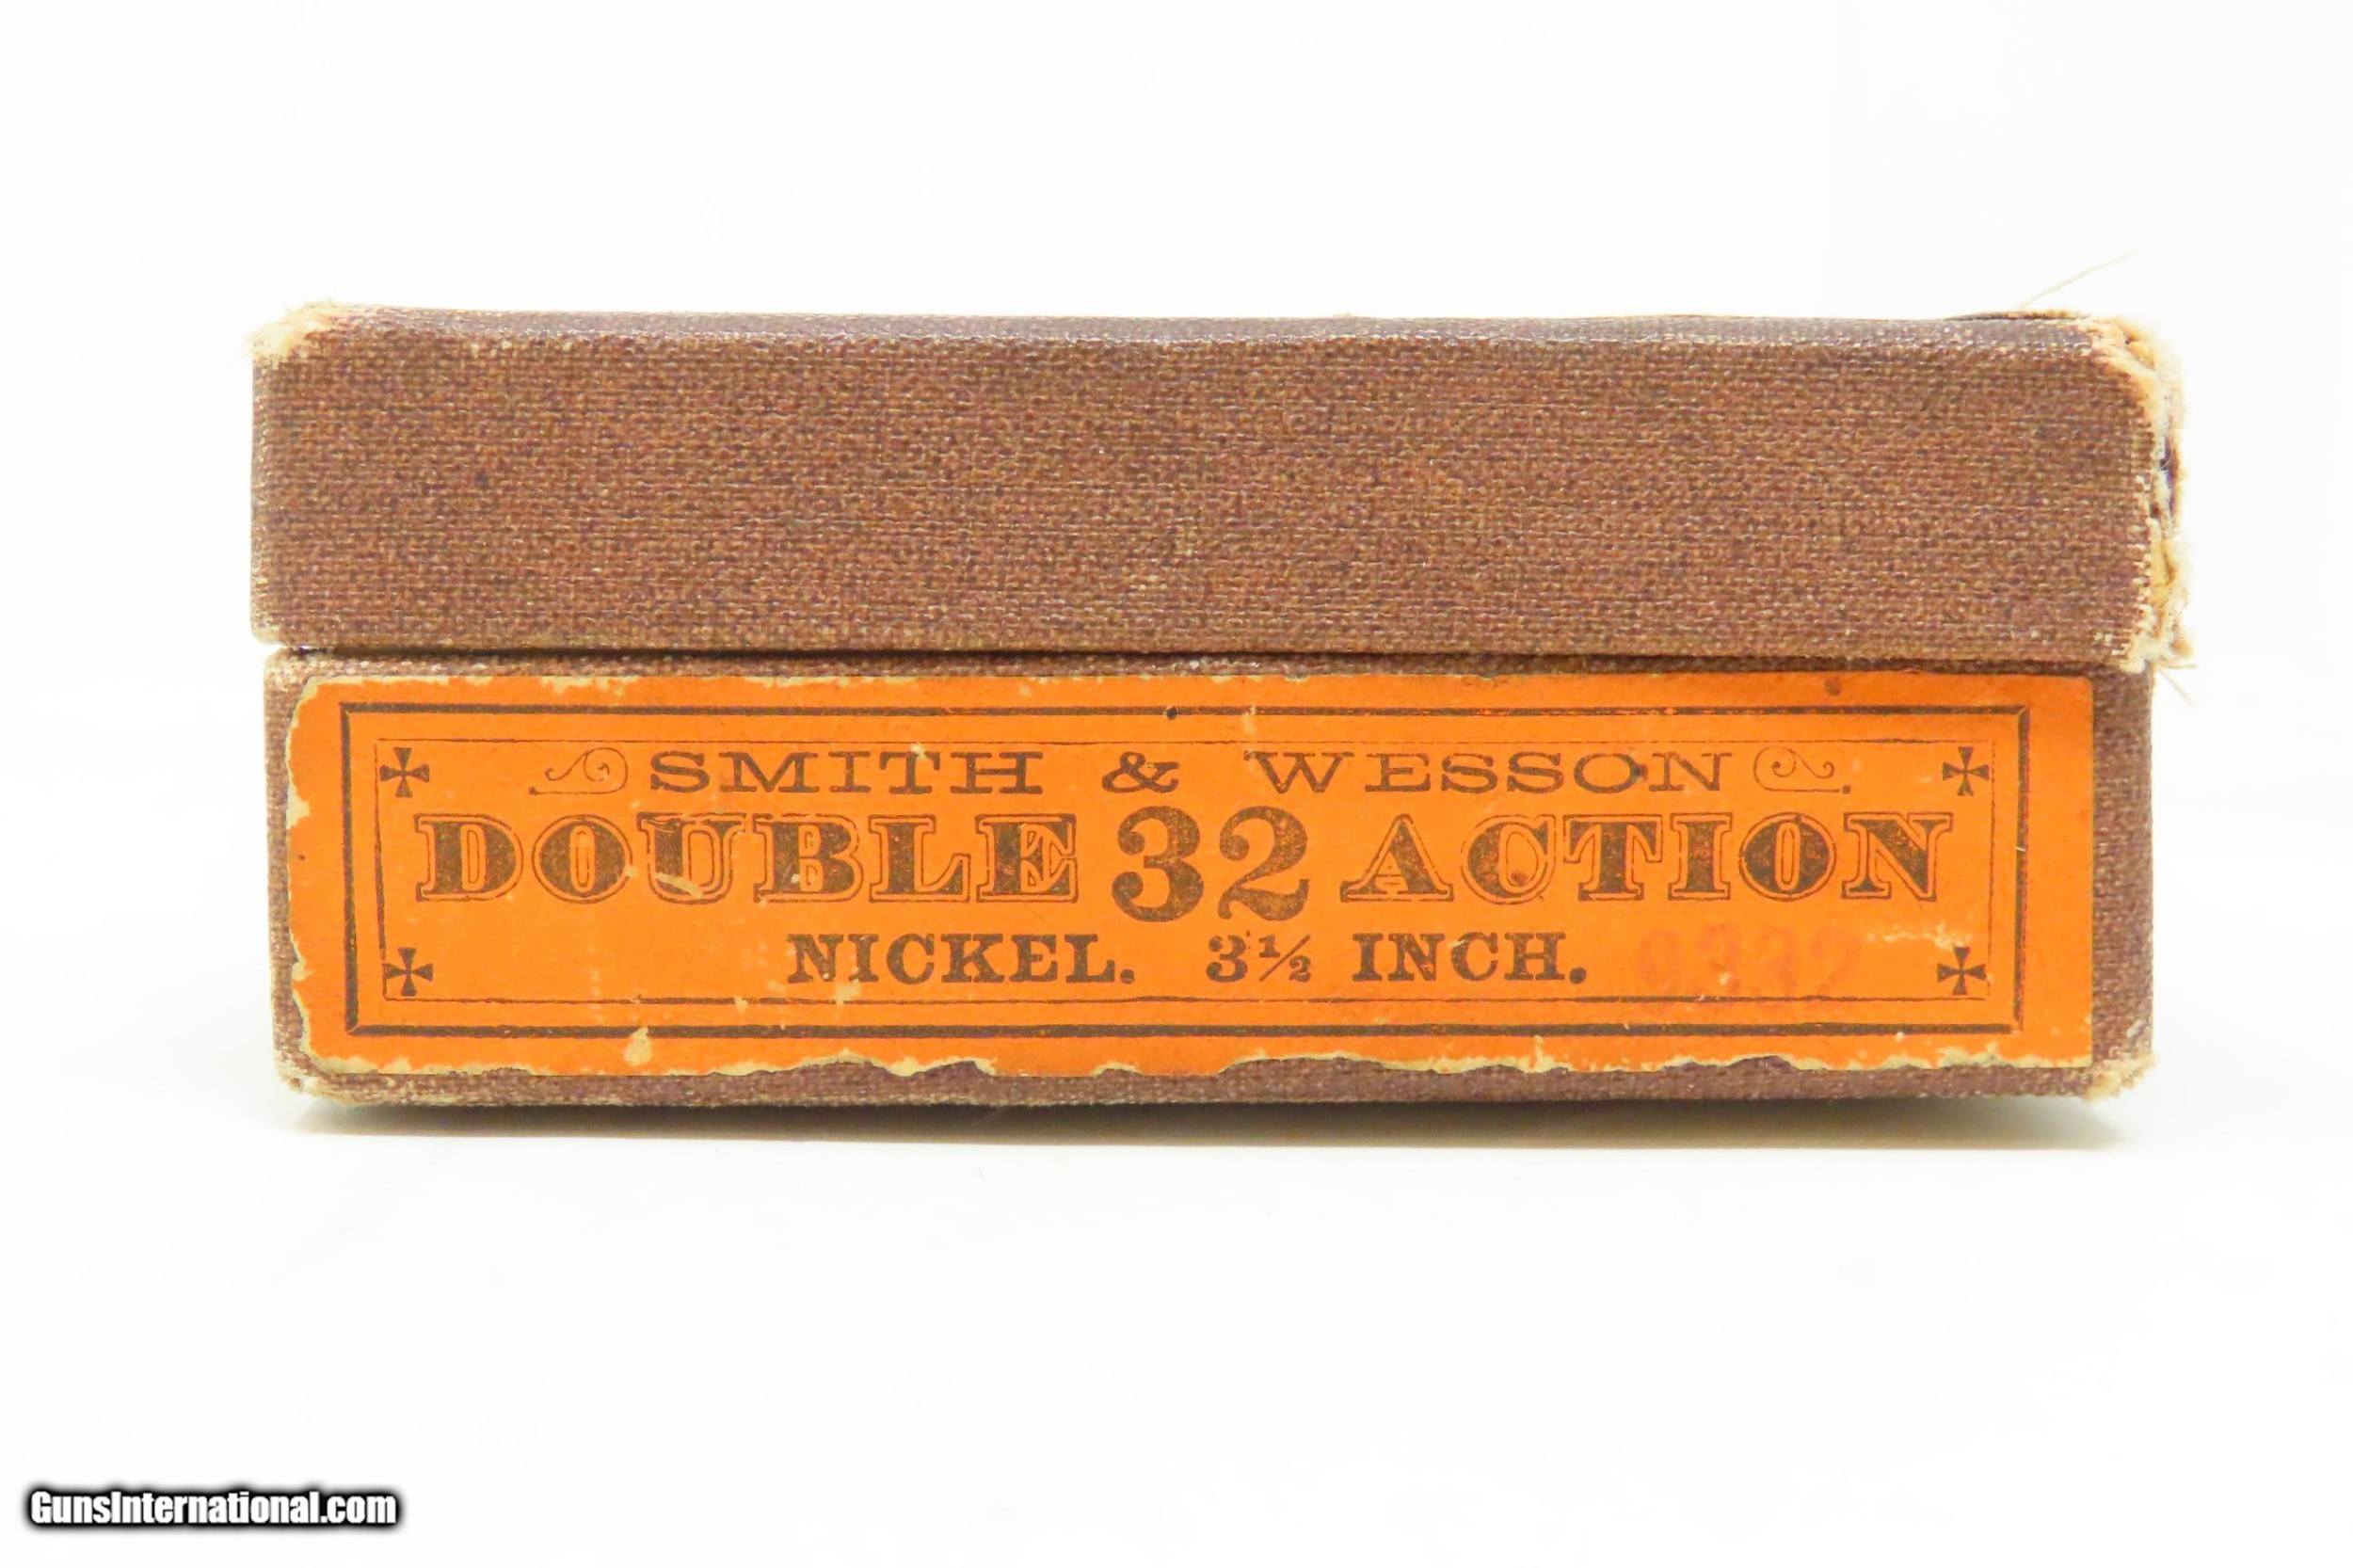 SMITH & WESSON
DOUBLE 32 ACTION
NICKEL. 3½ INCH.
GunsInternational.com